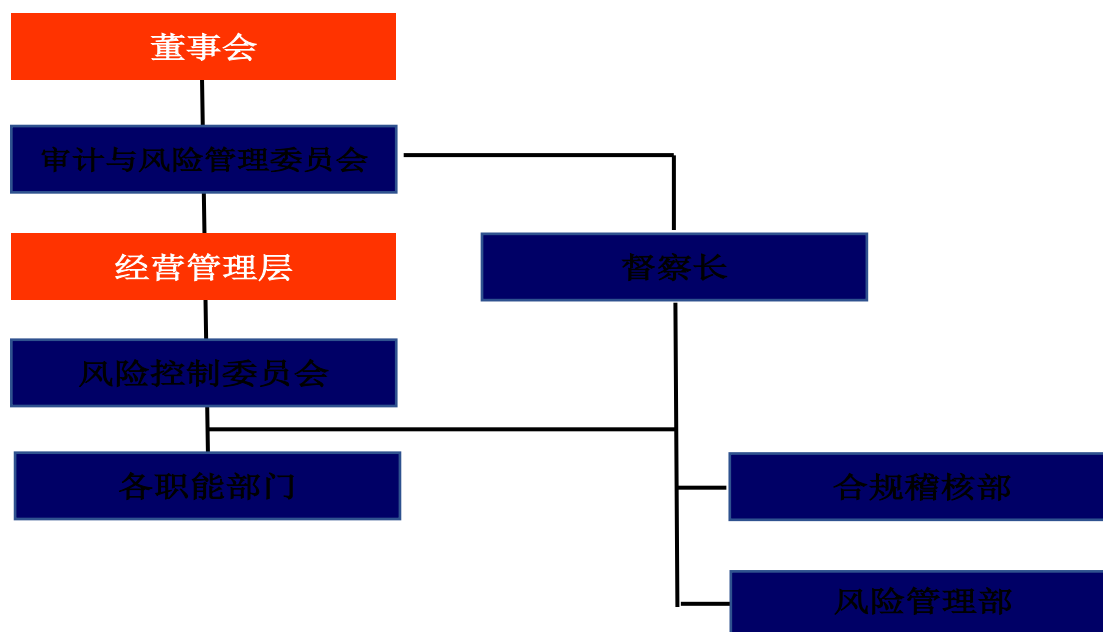 董事会
审计与风险管理委员会
经营管理层
督察长
风险控制委员会
各职能部门
合规稽核部
风险管理部